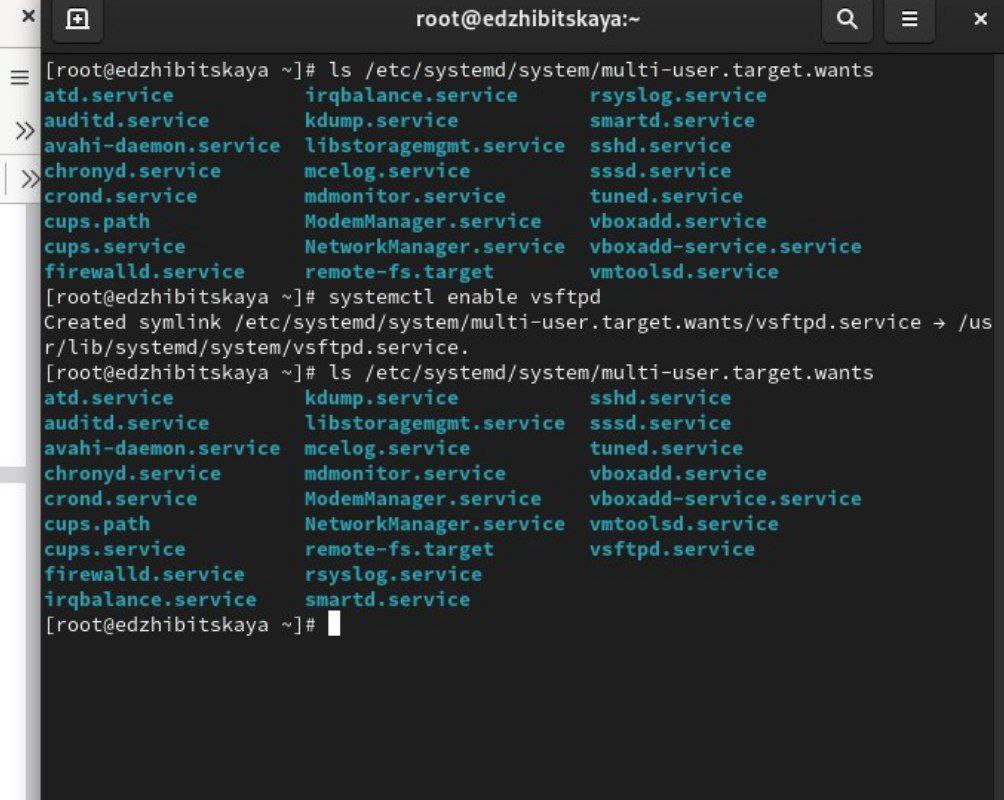 root@edzhibitskaya:~
[root@edzhibitskaya ~]# ls /etc/systemd/system/multi-user.target.wants
atd.service irqbalance.service rsyslog.service
auditd.service kdump.service smartd.service
avahi-daemon.service libstoragemgmt.service sshd.service
chronyd.service mcelog.service sssd.service
crond.service mdmonitor.service tuned.service
cups.path ModemManager.service vboxadd.service
cups.service NetworkManager.service vboxadd-service.service
firewalld.service remote-fs.target vmtoolsd.service
[root@edzhibitskaya ~]# systemctl enable vsftpd
Created symlink /etc/systemd/system/multi-user.target.wants/vsftpd.service → /us
r/lib/systemd/system/vsftpd.service.
[root@edzhibitskaya ~]# ls /etc/systemd/system/multi-user.target.wants
atd.service kdump.service sshd.service
auditd.service libstoragemgmt.service sssd.service
avahi-daemon.service mcelog.service tuned.service
chronyd.service mdmonitor.service vboxadd.service
crond.service ModemManager.service vboxadd-service.service
cups.path NetworkManager.service vmtoolsd.service
cups.service remote-fs.target vsftpd.service
firewalld.service rsyslog.service
irqbalance.service smartd.service
[root@edzhibitskaya ~]#